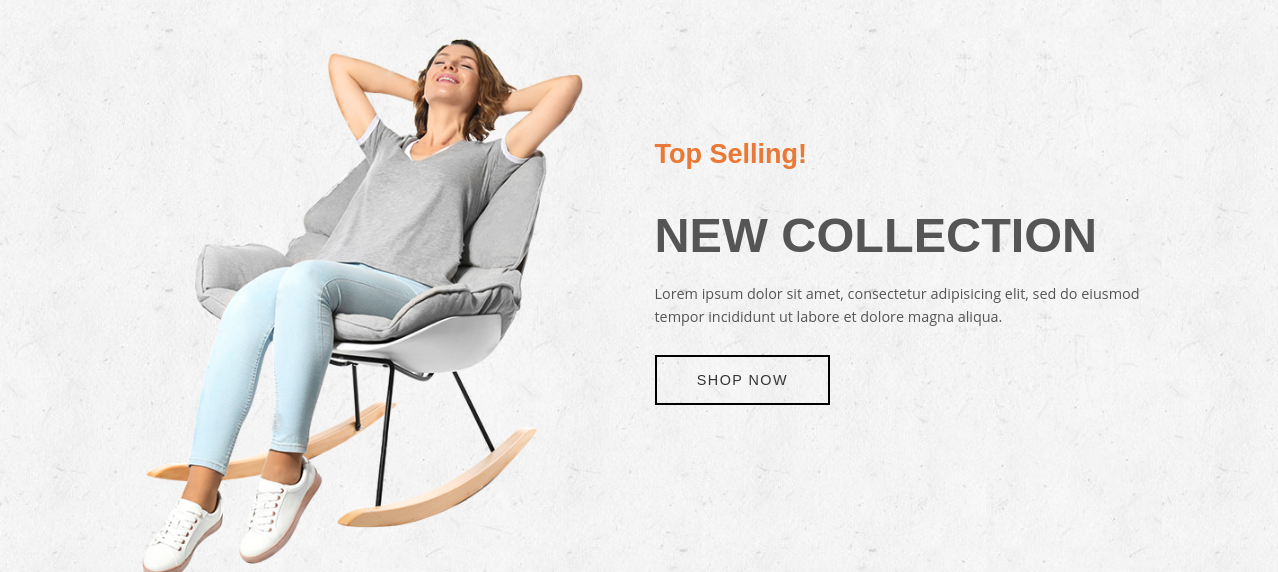 Top Selling!
NEW COLLECTION
Lorem ipsum dolor sit amet, consectetur adipisicing elit, sed do eiusmod
tempor incididunt ut labore et dolore magna aliqua.
SHOP NOW